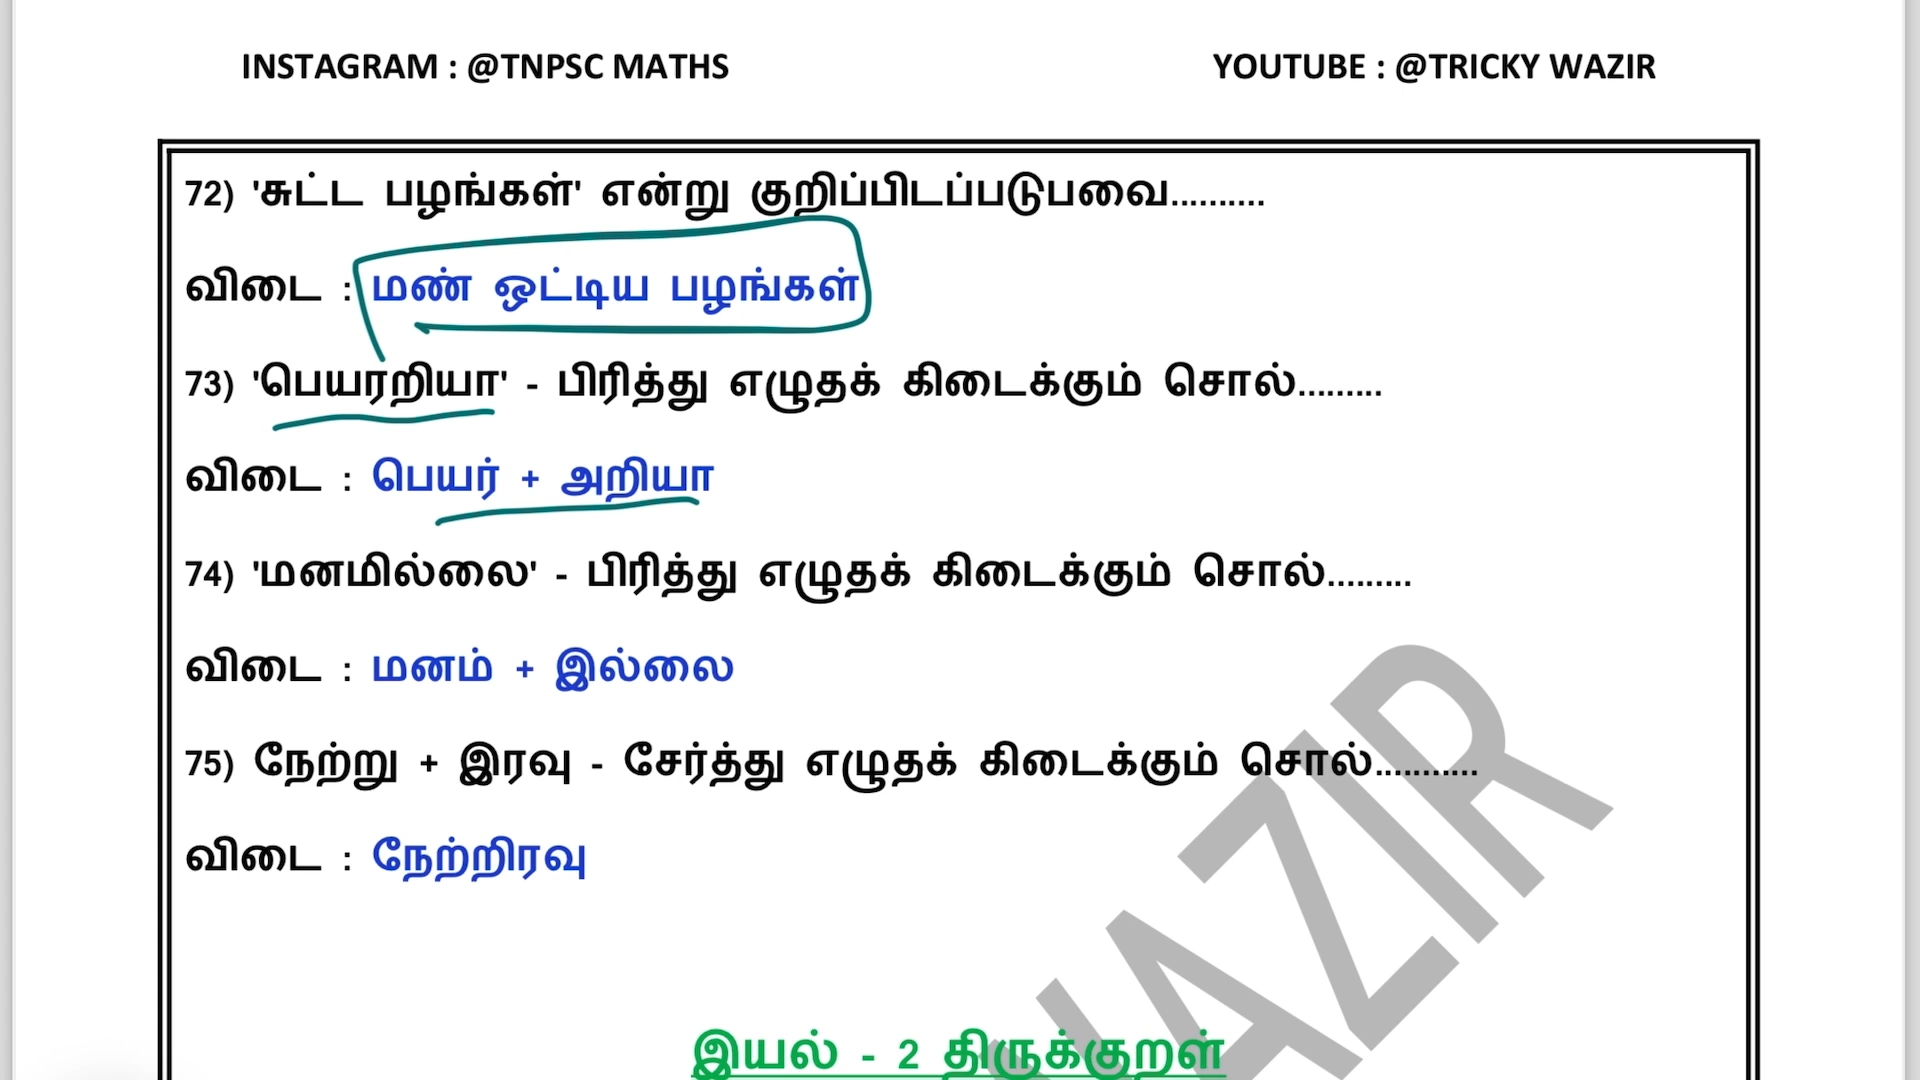 INSTAGRAM : @TNPSC MATHS
YOUTUBE : @TRICKY WAZIR
72) 'சுட்ட பழங்கள்' என்று குறிப்பிடப்படுபவை..........
விடை : மண் ஒட்டிய பழங்கள்
73) 'பெயரறியா' - பிரித்து எழுதக் கிடைக்கும் சொல்.........
விடை : பெயர் + அறியா
74) 'மனமில்லை' - பிரித்து எழுதக் கிடைக்கும் சொல்.........
விடை : மனம் + இல்லை
75) நேற்று + இரவு - சேர்த்து எழுதக் கிடைக்கும் சொல்...........
விடை : நேற்றிரவு
WAZIR
இயல் - 2 திருக்குறள்